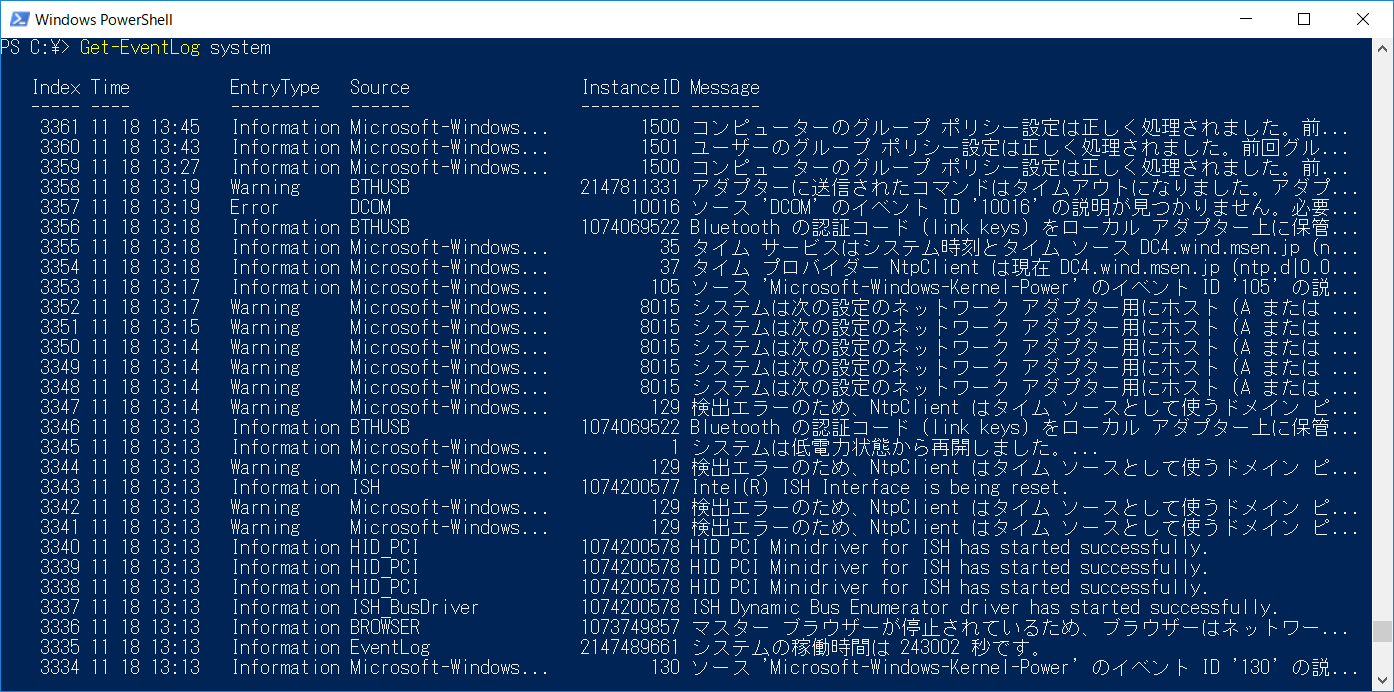 Windows PowerShell
PS C:¥> Get-EventLog system
Index Time EntryType Source InstanceID Message
----- ---- --------- ------ ---------- -------
3361 11 18 13:45 Information Microsoft-Windows... 1500 コンピューターのグループ ポリシー設定は正しく処理されました。前...
3360 11 18 13:43 Information Microsoft-Windows... 1501 ユーザーのグループ ポリシー設定は正しく処理されました。前回グル...
3359 11 18 13:27 Information Microsoft-Windows... 1500 コンピューターのグループ ポリシー設定は正しく処理されました。前...
3358 11 18 13:19 Warning BTHUSB 2147811331 アダプターに送信されたコマンドはタイムアウトになりました。アダプ...
3357 11 18 13:19 Error DCOM 10016 ソース 'DCOM' のイベント ID '10016' の説明が見つかりません。必要...
3356 11 18 13:18 Information BTHUSB 1074069522 Bluetooth の認証コード (link keys) をローカル アダプター上に保管...
3355 11 18 13:18 Information Microsoft-Windows... 35 タイム サービスはシステム時刻とタイム ソース DC4.wind.msen.jp (n...
3354 11 18 13:18 Information Microsoft-Windows... 37 タイム プロバイダー NtpClient は現在 DC4.wind.msen.jp (ntp.d|0.0...
3353 11 18 13:17 Information Microsoft-Windows... 105 ソース 'Microsoft-Windows-Kernel-Power' のイベント ID '105' の説...
3352 11 18 13:17 Warning Microsoft-Windows... 8015 システムは次の設定のネットワーク アダプター用にホスト (A または ...
3351 11 18 13:15 Warning Microsoft-Windows... 8015 システムは次の設定のネットワーク アダプター用にホスト (A または ...
3350 11 18 13:14 Warning Microsoft-Windows... 8015 システムは次の設定のネットワーク アダプター用にホスト (A または ...
3349 11 18 13:14 Warning Microsoft-Windows... 8015 システムは次の設定のネットワーク アダプター用にホスト (A または ...
3348 11 18 13:14 Warning Microsoft-Windows... 8015 システムは次の設定のネットワーク アダプター用にホスト (A または ...
3347 11 18 13:14 Warning Microsoft-Windows... 129 検出エラーのため、NtpClient はタイム ソースとして使うドメイン ピ...
3346 11 18 13:13 Information BTHUSB 1074069522 Bluetooth の認証コード (link keys) をローカル アダプター上に保管...
3345 11 18 13:13 Information Microsoft-Windows... 1 システムは低電力状態から再開しました。...
3344 11 18 13:13 Warning Microsoft-Windows... 129 検出エラーのため、NtpClient はタイム ソースとして使うドメイン ピ...
3343 11 18 13:13 Information ISH 1074200577 Intel(R) ISH Interface is being reset.
3342 11 18 13:13 Warning Microsoft-Windows... 129 検出エラーのため、NtpClient はタイム ソースとして使うドメイン ピ...
3341 11 18 13:13 Warning Microsoft-Windows... 129 検出エラーのため、NtpClient はタイム ソースとして使うドメイン ピ...
3340 11 18 13:13 Information HID_PCI 1074200578 HID PCI Minidriver for ISH has started successfully.
3339 11 18 13:13 Information HID_PCI 1074200578 HID PCI Minidriver for ISH has started successfully.
3338 11 18 13:13 Information HID_PCI 1074200578 HID PCI Minidriver for ISH has started successfully.
3337 11 18 13:13 Information ISH_BusDriver 1074200578 ISH Dynamic Bus Enumerator driver has started successfully.
3336 11 18 13:13 Information BROWSER 1073749857 マスター ブラウザーが停止されているため、ブラウザーはネットワー...
3335 11 18 13:13 Information EventLog 2147489661 システムの稼働時間は 243002 秒です。
3334 11 18 13:13 Information Microsoft-Windows... 130 ソース 'Microsoft-Windows-Kernel-Power' のイベント ID '130' の説...